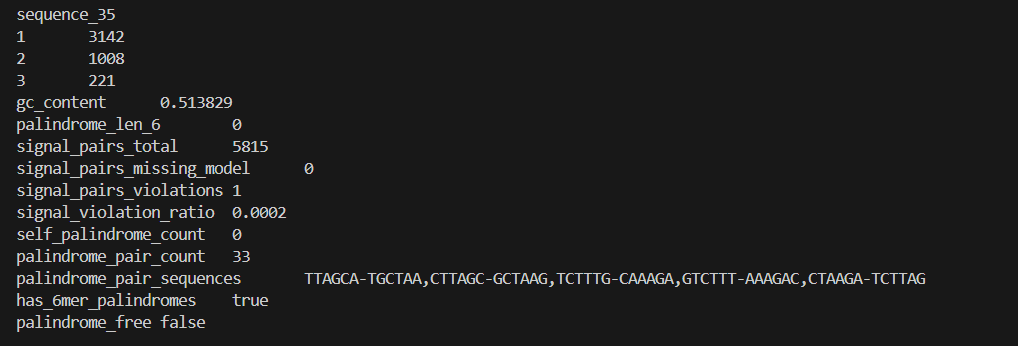 sequence_35
1 3142
2 1008
3 221
gc_content 0.513829
palindrome_len_6 0
signal_pairs_total 5815
signal_pairs_missing_model 0
signal_pairs_violations 1
signal_violation_ratio 0.0002
self_palindrome_count 0
palindrome_pair_count 33
palindrome_pair_sequences TTAGCA-TGCTAA,CTTAGC-GCTAAG,TCTTTG-CAAAGA,GTCTTT-AAAGAC,CTAAGA-TCTTAG
has_6mer_palindromes true
palindrome_free false